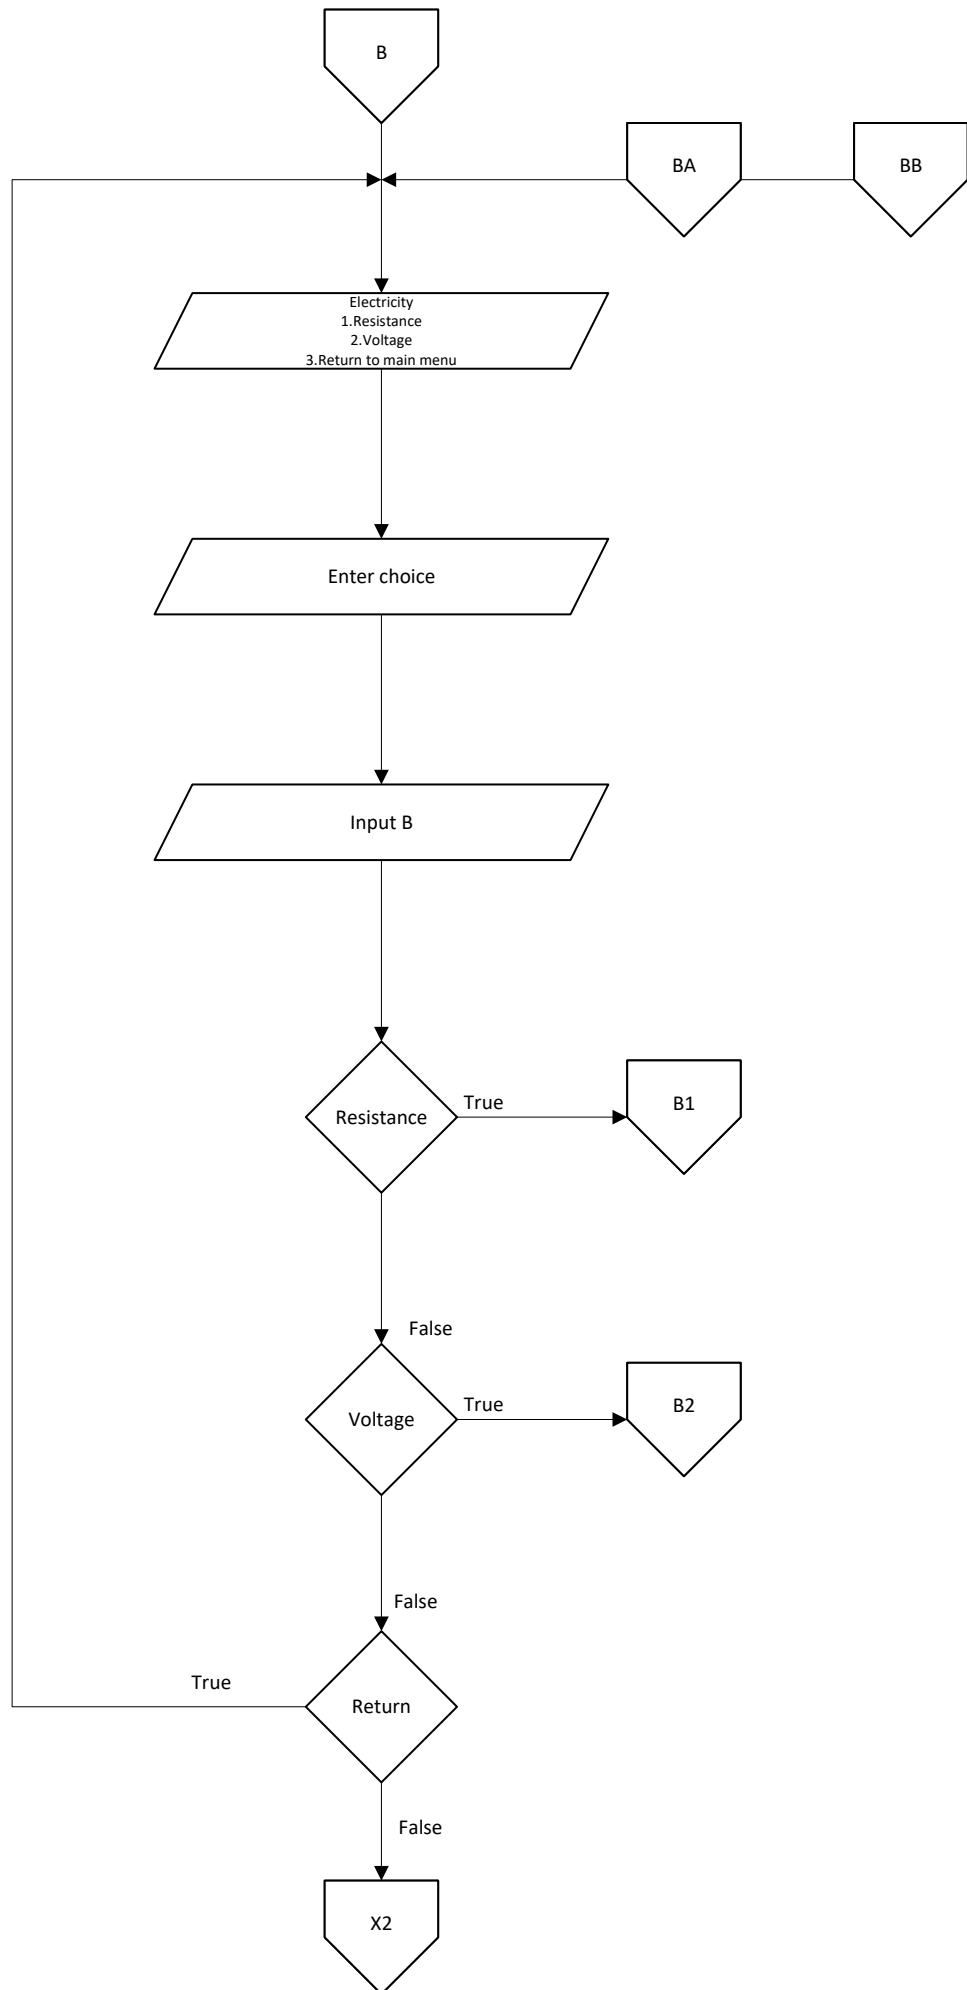 B
BA
BB
Electricity
1.Resistance
2.Voltage
3.Return to main menu
Enter choice
Input B
Resistance
True
B1
False
Voltage
True
B2
False
Return
True
False
X2